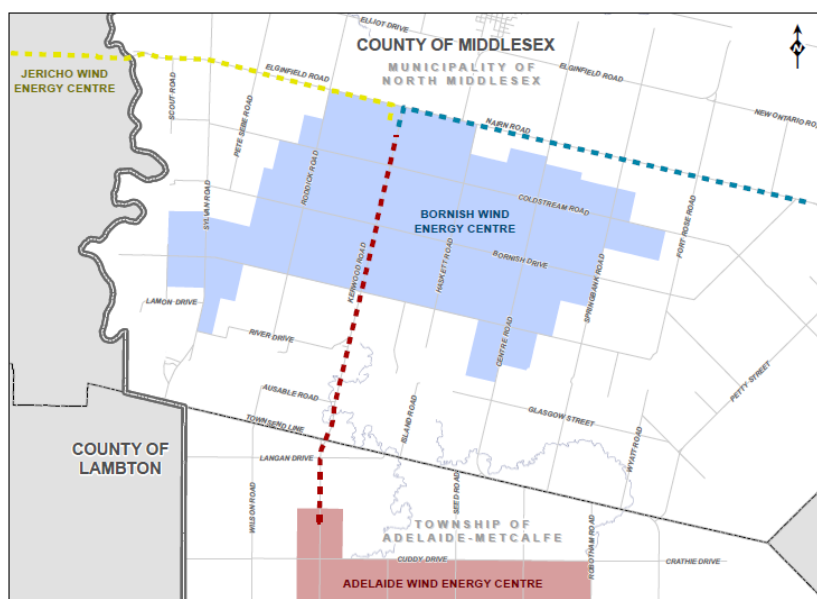 ELLIOT DRIVE
COUNTY OF MIDDLESEX
MUNICIPALITY OF
NORTH MIDDLESEX
N
JERICHO WIND
ENERGY CENTRE
SCOUT ROAD
ELGINFIELD ROAD
ELGINFIELD ROAD
PETE SEBE ROAD
NAIRN ROAD
NEW ONTARIO RO
RODDICK ROAD
SYLVAN ROAD
COLDSTREAM ROAD
BORNISH WIND
ENERGY CENTRE
FORT ROSE ROAD
BORNISH DRIVE
KERWOOD ROAD
HASKETT ROAD
SPRINGBANK ROAD
LAMON DRIVE
RIVER DRIVE
CENTRE ROAD
PETTY STREET
AUSABLE ROAD
TOWNSEND LINE
BLAND ROAD
GLASGOW STREET
COUNTY OF
LAMBTON
LANGAN DRIVE
WYATT ROAD
WILSON ROAD
SEED ROAD
TOWNSHIP OF
ADELAIDE-METCALFE
ROBOTHAM ROAD
CUDDY DRIVE
CRATHIE DRIVE
ADELAIDE WIND ENERGY CENTRE